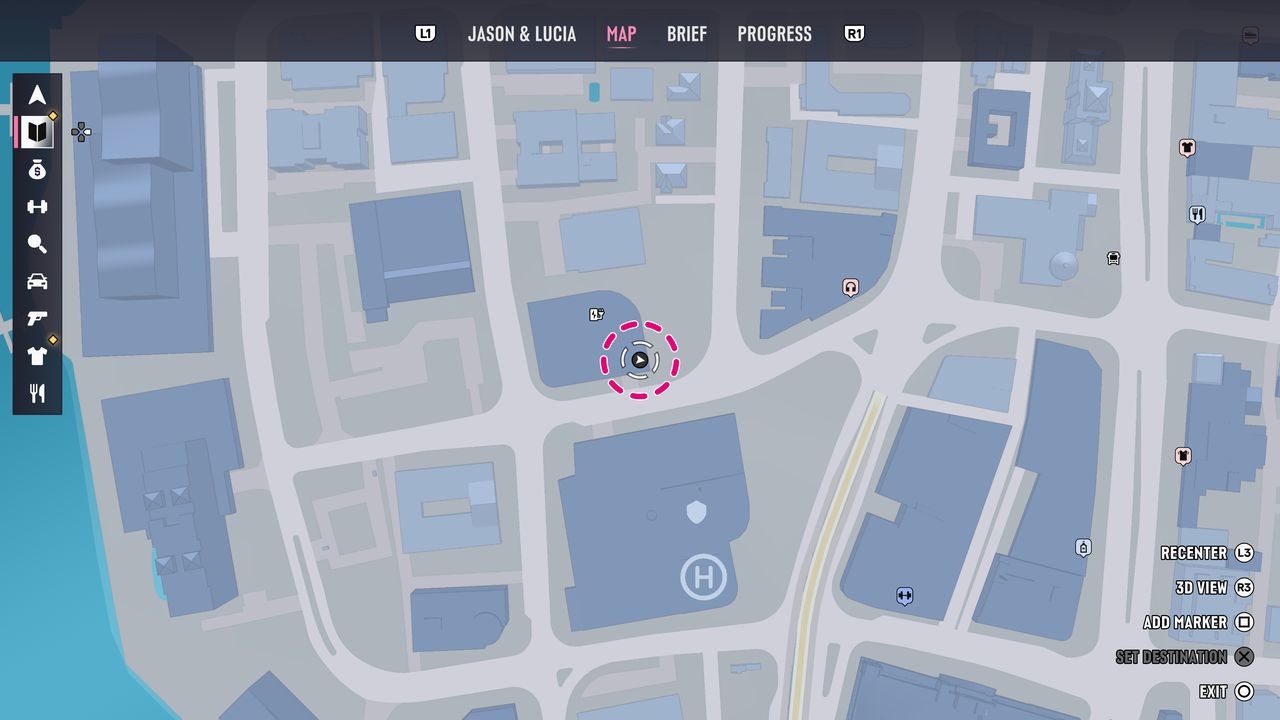 L1 JASON & LUCIA MAP BRIEF PROGRESS R1
$
H
RECENTER L3
3D VIEW R3
ADD MARKER
SET DESTINATION
EXIT